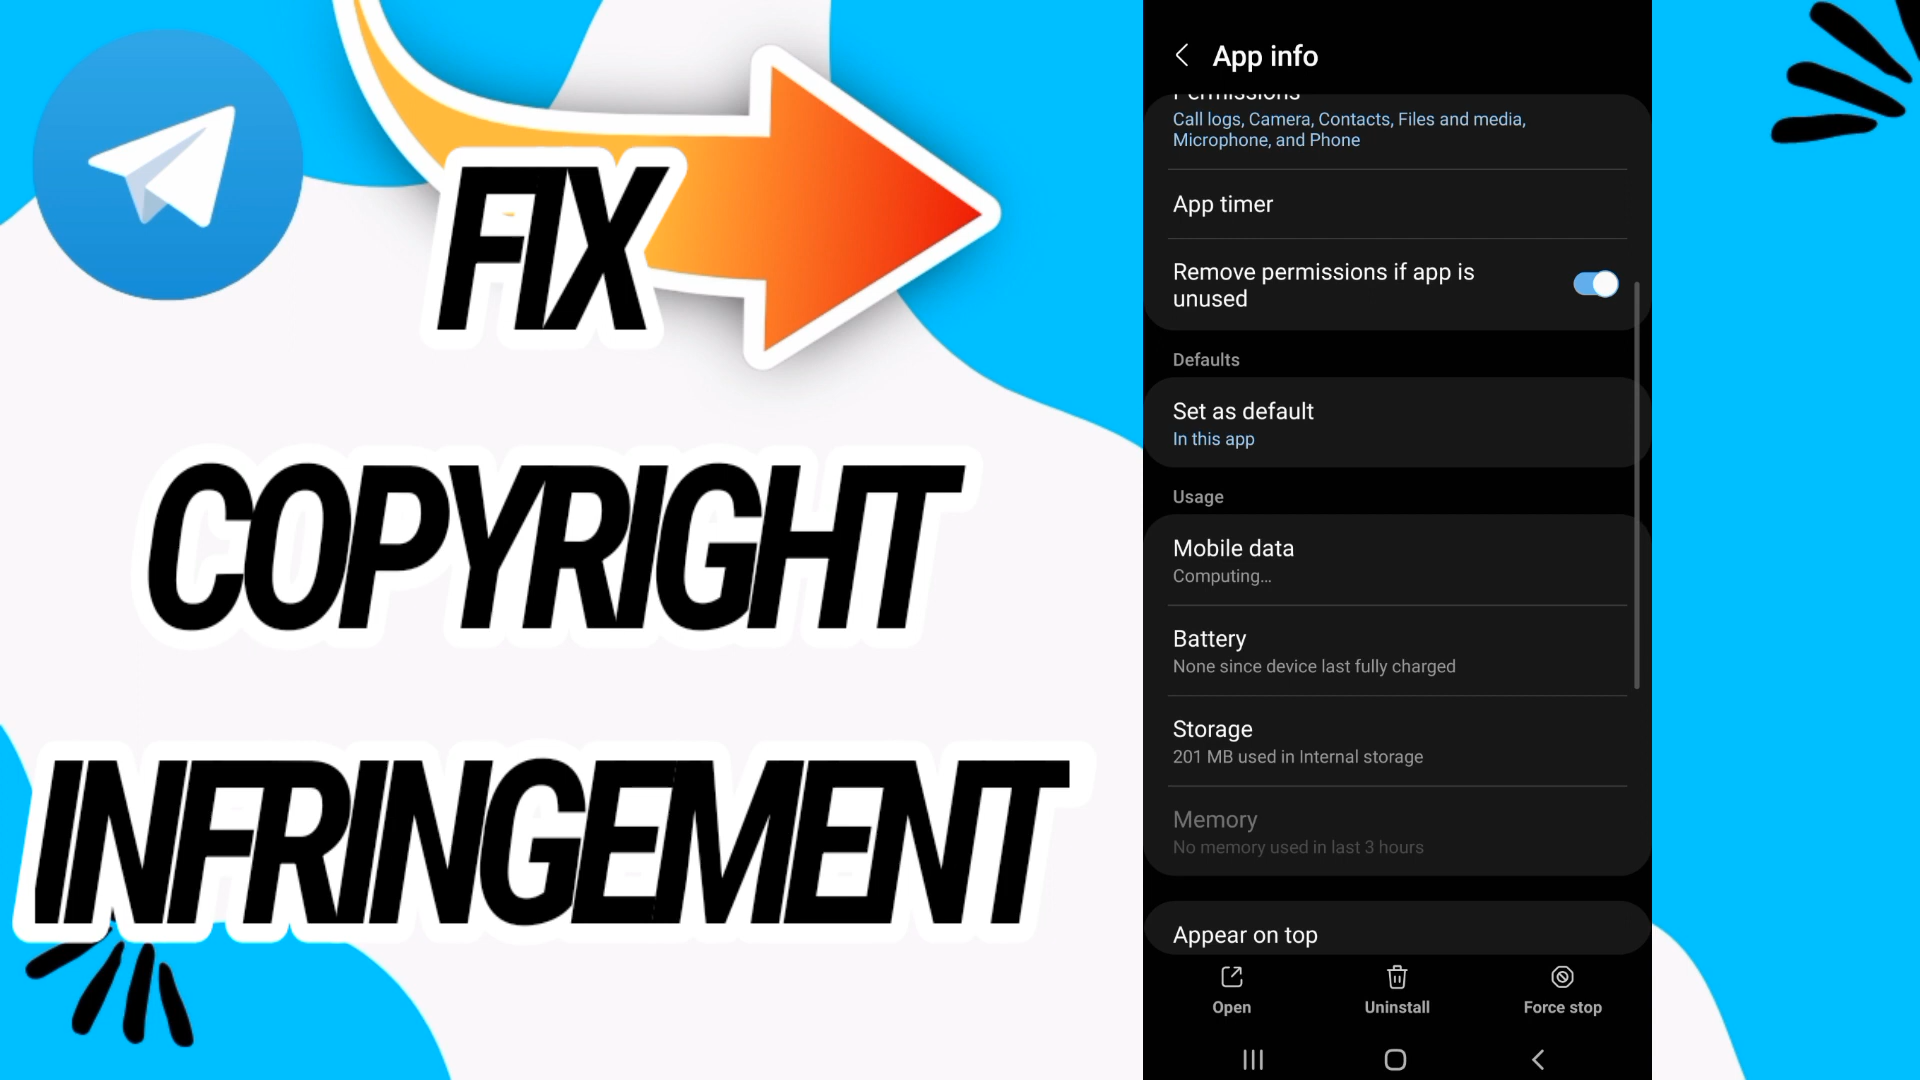 FIX
COPYRIGHT
INFRINGEMENT
App info
Permissions
Call logs, Camera, Contacts, Files and media,
Microphone, and Phone
App timer
Remove permissions if app is
unused
Defaults
Set as default
In this app
Usage
Mobile data
Computing...
Battery
None since device last fully charged
Storage
201 MB used in Internal storage
Memory
No memory used in last 3 hours
Appear on top
Open
Uninstall
Force stop